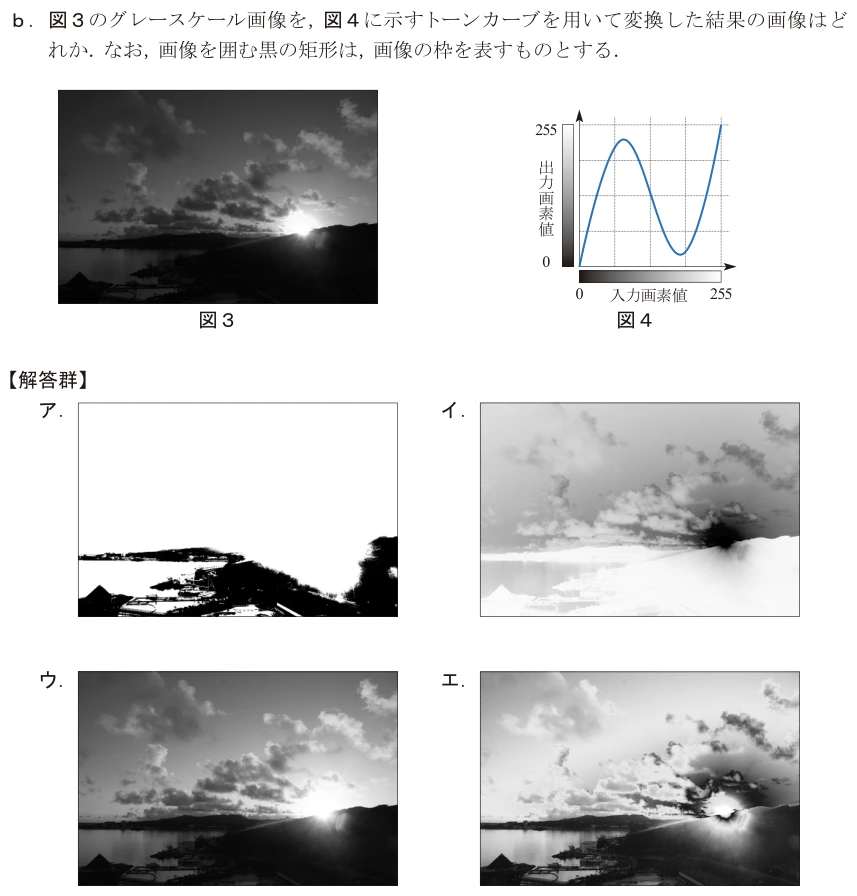 b．図3のグレースケール画像を，図4に示すトーンカーブを用いて変換した結果の画像はど
れか．なお，画像を囲む黒の矩形は，画像の枠を表すものとする．
255
出力画素値
0
0 入力画素値 255
図3
図4
【解答群】
ア．
イ．
ウ．
エ．